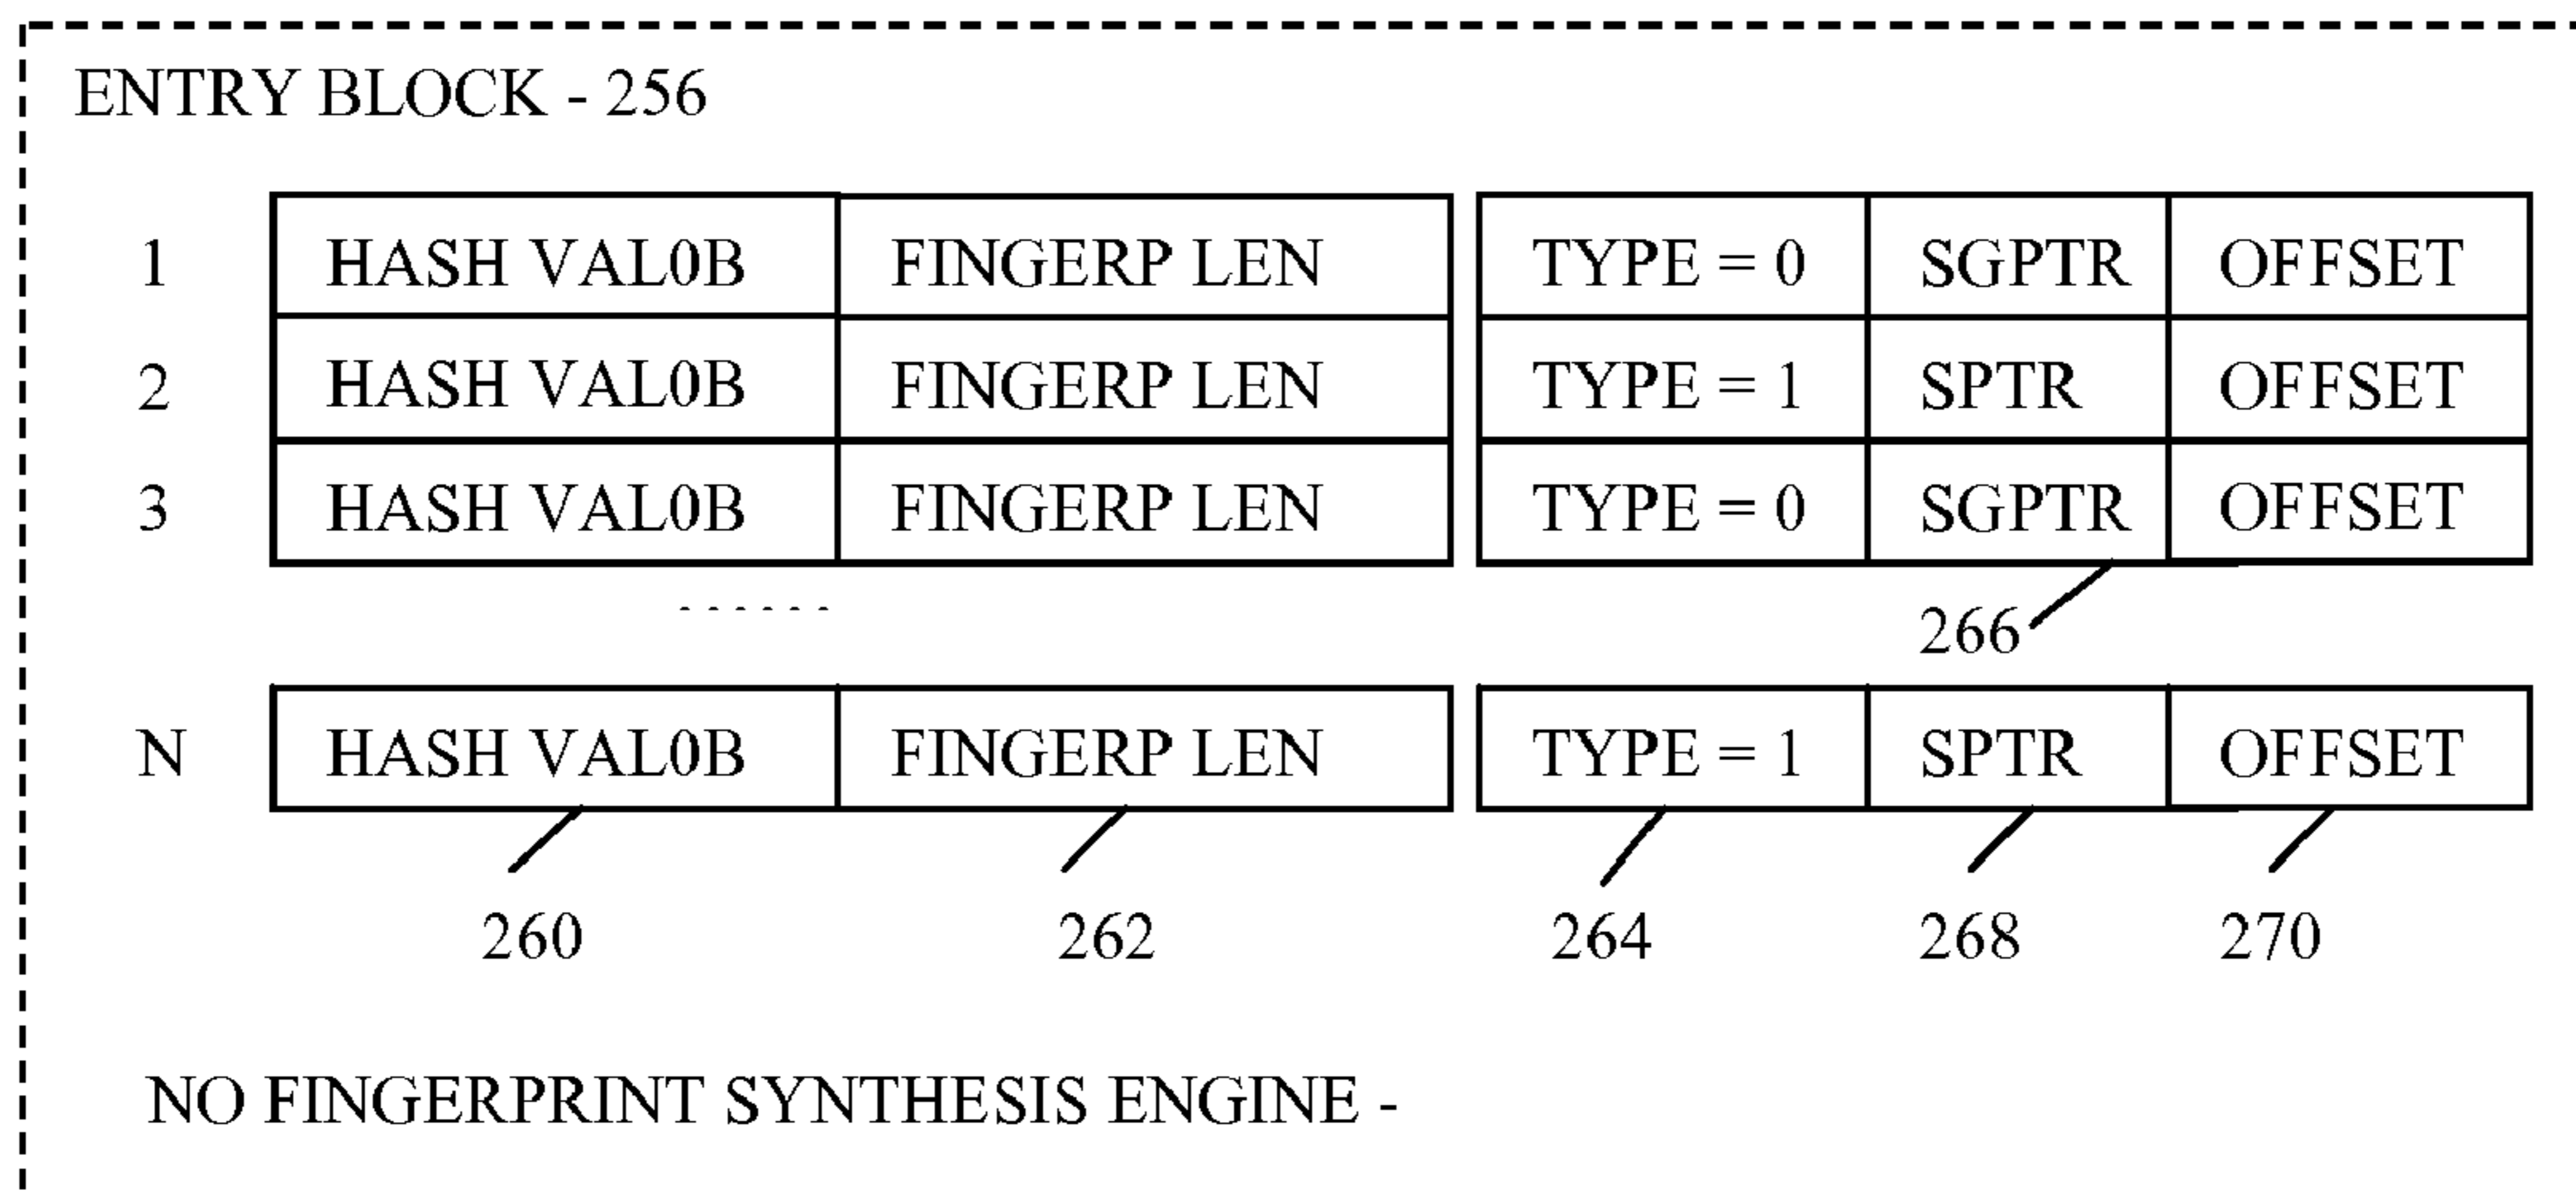 ENTRY BLOCK - 256
1 HASH VAL0B FINGERP LEN TYPE = 0 SGPTR OFFSET
2 HASH VAL0B FINGERP LEN TYPE = 1 SPTR OFFSET
3 HASH VAL0B FINGERP LEN TYPE = 0 SGPTR OFFSET
......
266
N HASH VAL0B FINGERP LEN TYPE = 1 SPTR OFFSET
260 262 264 268 270
NO FINGERPRINT SYNTHESIS ENGINE -